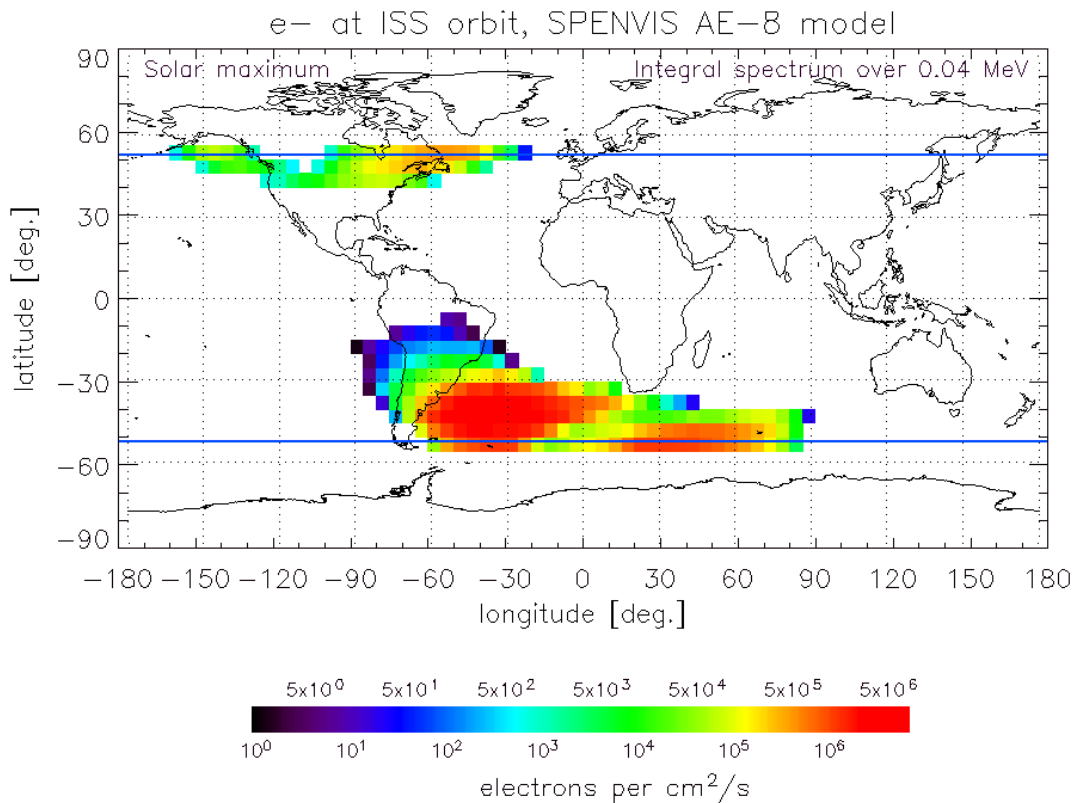 e− at ISS orbit, SPENVIS AE−8 model
Solar maximum
Integral spectrum over 0.04 MeV
90
60
30
0
−30
−60
−90
latitude [deg.]
−180 −150 −120 −90 −60 −30 0 30 60 90 120 150 180
longitude [deg.]
5x10⁰ 5x10¹ 5x10² 5x10³ 5x10⁴ 5x10⁵ 5x10⁶
10⁰ 10¹ 10² 10³ 10⁴ 10⁵ 10⁶
electrons per cm²/s